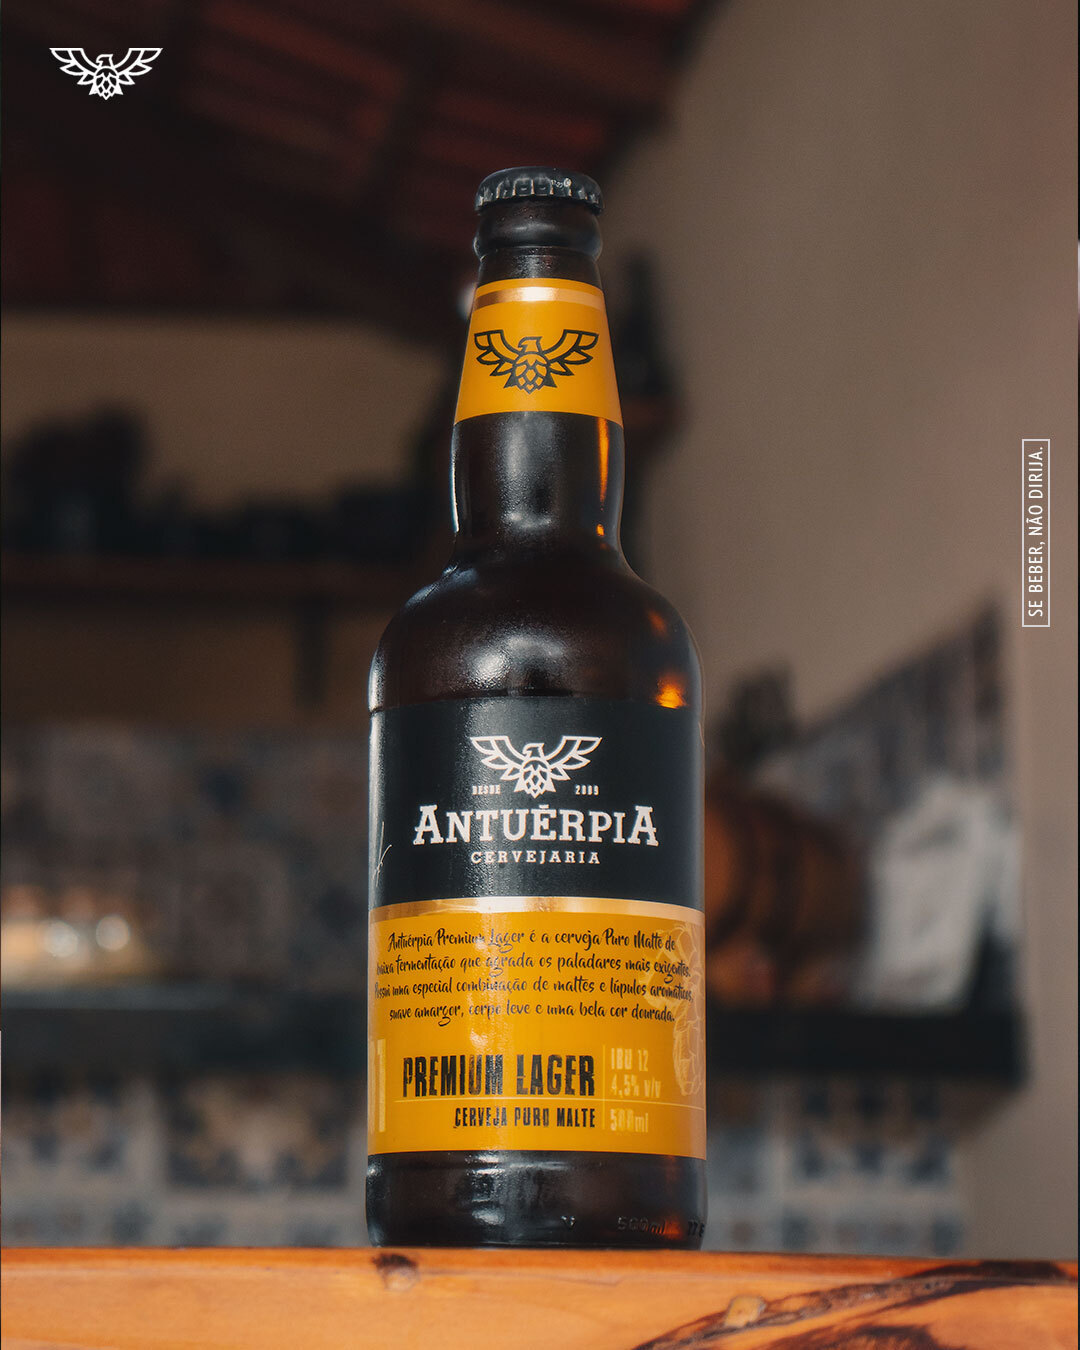 DESDE 2009
ANTUÉRPIA
CERVEJARIA
Antuérpia Premium Lager é a cerveja Puro Malte de
baixa fermentação que agrada os paladares mais exigentes.
Possui uma especial combinação de maltes e lúpulos aromáticos,
suave amargor, corpo leve e uma bela cor dourada.
PREMIUM LAGER
CERVEJA PURO MALTE
IBU 12
4,5% v/v
500ml
500ml
SE BEBER, NÃO DIRIJA.